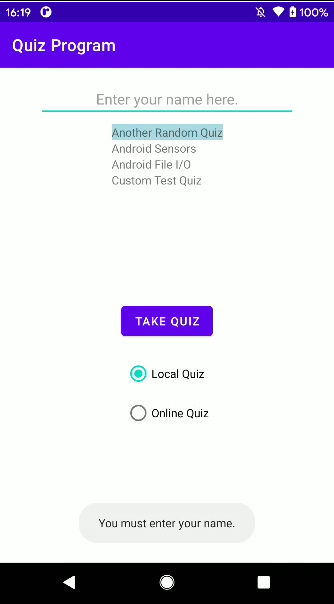 16:19 100%
Quiz Program
Enter your name here.
Another Random Quiz
Android Sensors
Android File I/O
Custom Test Quiz
TAKE QUIZ
Local Quiz
Online Quiz
You must enter your name.